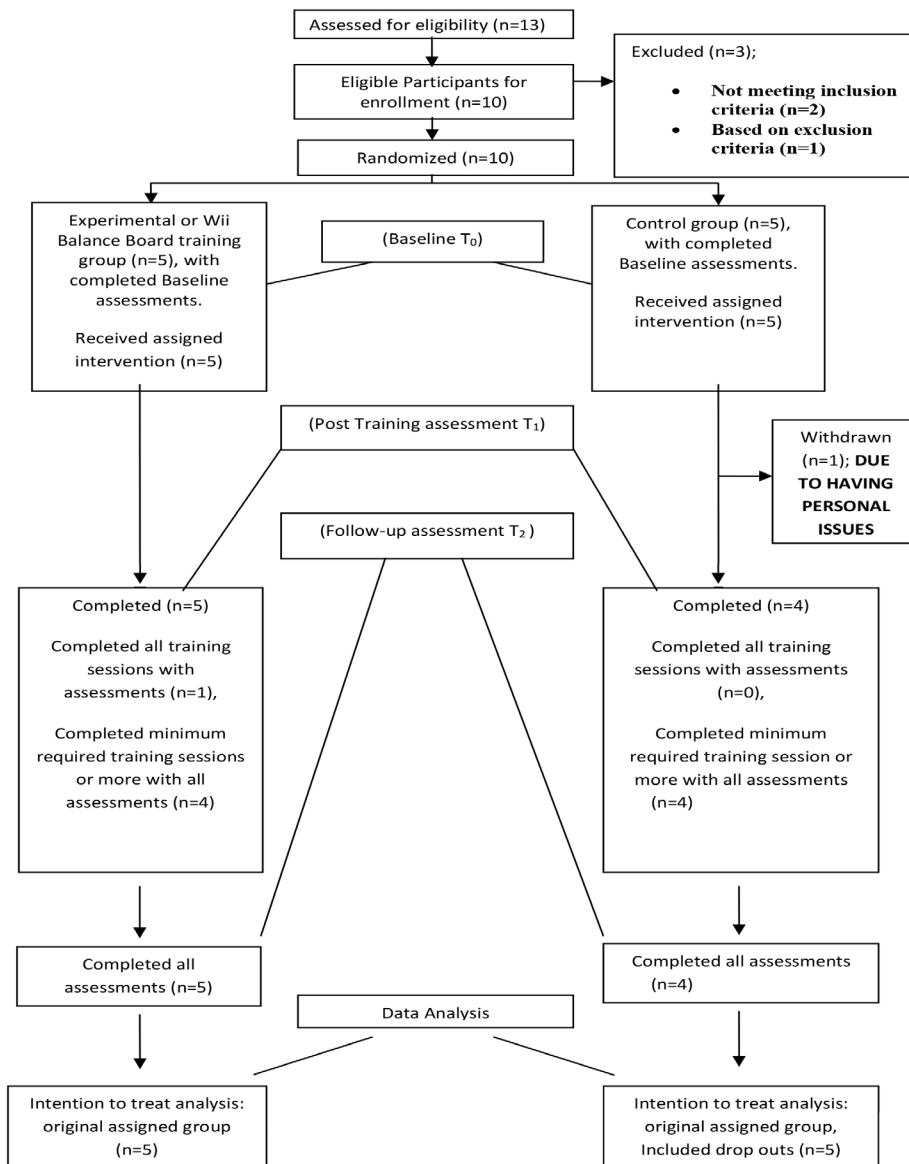 Assessed for eligibility (n=13)
Excluded (n=3);
• Not meeting inclusion
criteria (n=2)
• Based on exclusion
criteria (n=1)
Eligible Participants for
enrollment (n=10)
Randomized (n=10)
Experimental or Wii
Balance Board training
group (n=5), with
completed Baseline
assessments.
Received assigned
intervention (n=5)
(Baseline T₀)
Control group (n=5),
with completed
Baseline assessments.
Received assigned
intervention (n=5)
(Post Training assessment T₁)
Withdrawn
(n=1); DUE
TO HAVING
PERSONAL
ISSUES
(Follow-up assessment T₂ )
Completed (n=5)
Completed all training
sessions with
assessments (n=1),
Completed minimum
required training sessions
or more with all
assessments (n=4)
Completed (n=4)
Completed all training
sessions with assessments
(n=0),
Completed minimum
required training session or
more with all assessments
(n=4)
Completed all
assessments (n=5)
Completed all assessments
(n=4)
Data Analysis
Intention to treat analysis:
original assigned group
(n=5)
Intention to treat analysis:
original assigned group,
Included drop outs (n=5)